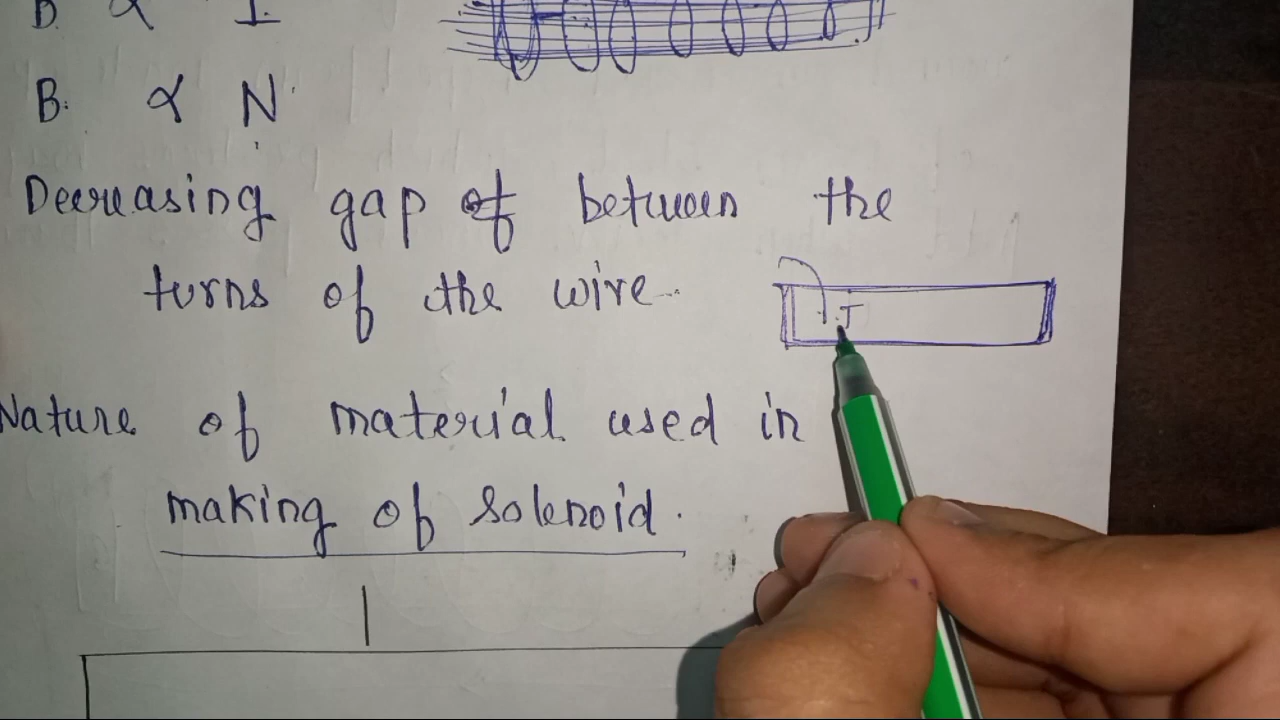 B ∝ I
B. ∝ N
Decreasing gap of between the
turns of the wire.
Nature of material used in
making of solenoid.